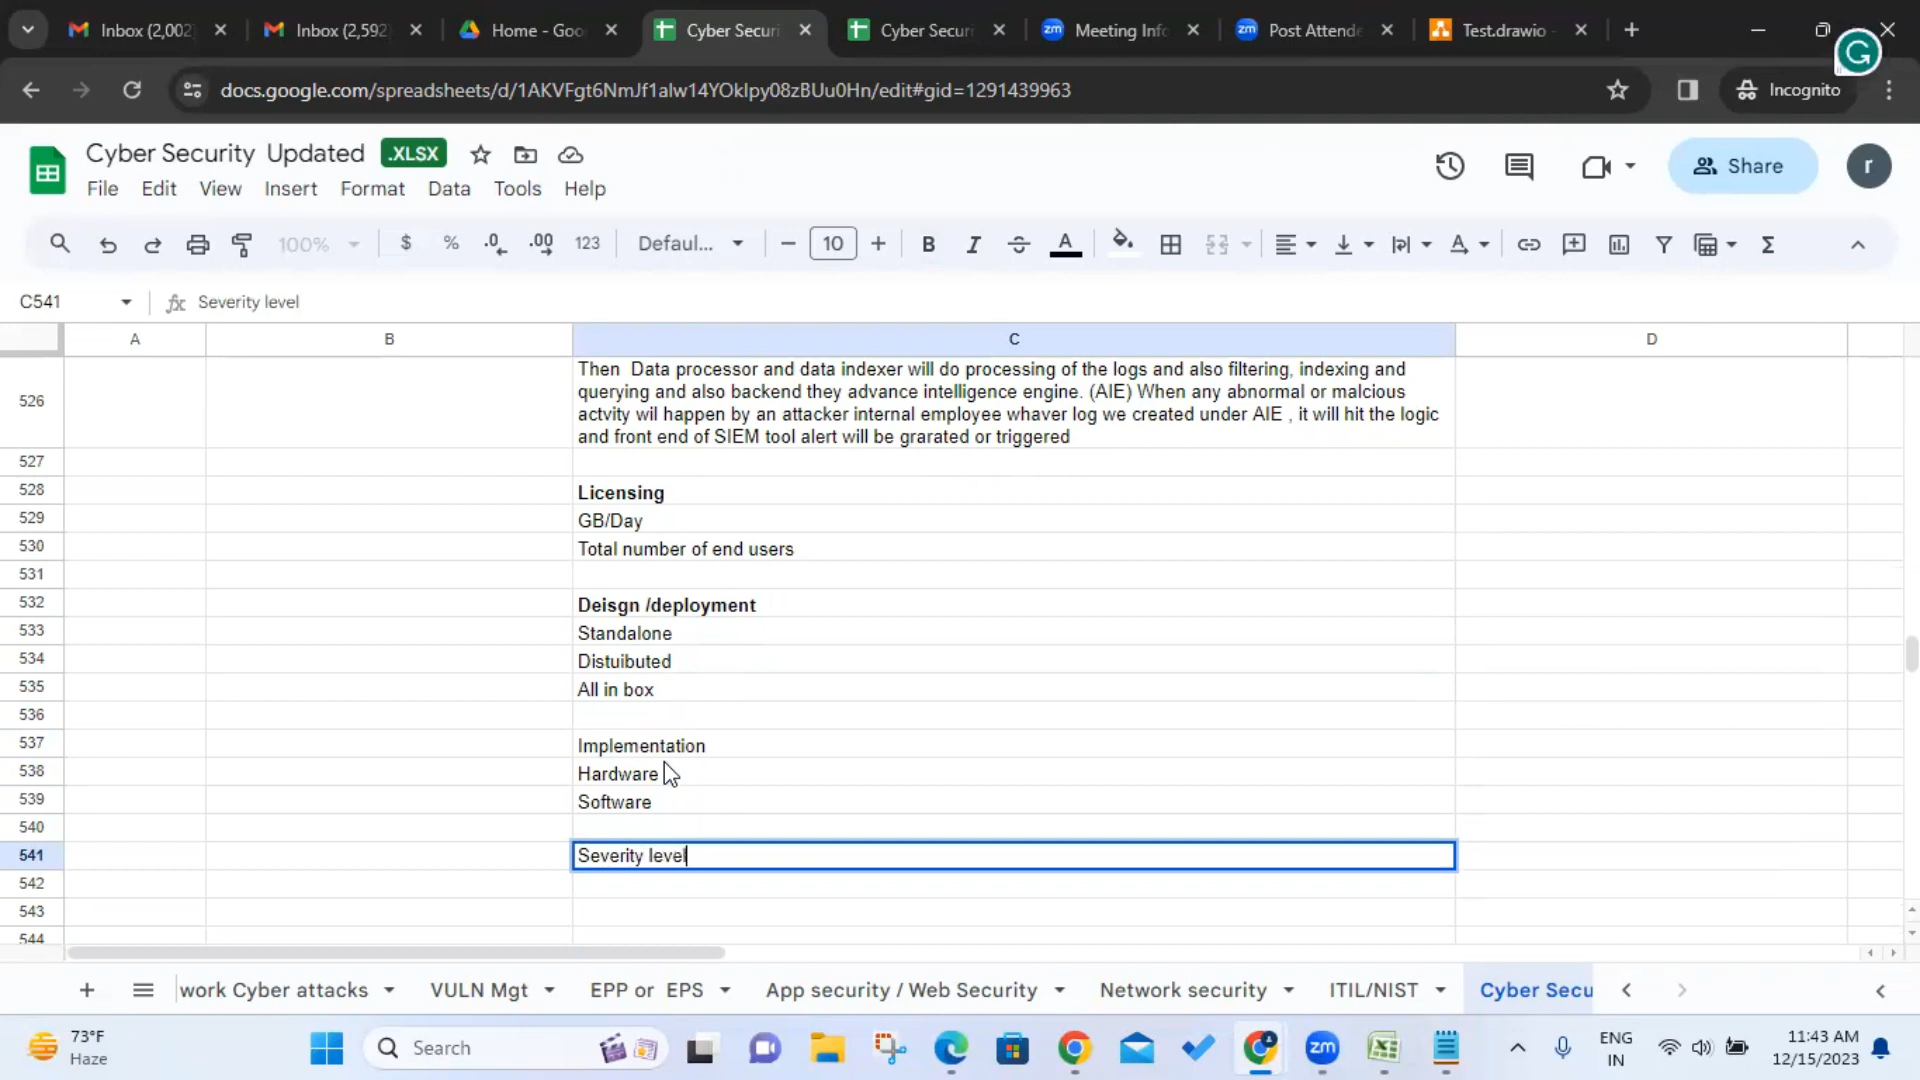 Inbox (2,002
Inbox (2,592
Home - Goo
Cyber Securi
Cyber Secur
Meeting Info
Post Attende
Test.drawio -
docs.google.com/spreadsheets/d/1AKVFgt6NmJf1alw14YOklpy08zBUu0Hn/edit#gid=1291439963
Incognito
Cyber Security Updated .XLSX
File Edit View Insert Format Data Tools Help
Share
r
100% $ % .0 .00 123 Defaul... 10 B I A
C541
fx Severity level
A B C D
526
Then Data processor and data indexer will do processing of the logs and also filtering, indexing and
querying and also backend they advance intelligence engine. (AIE) When any abnormal or malcious
actvity wil happen by an attacker internal employee whaver log we created under AIE , it will hit the logic
and front end of SIEM tool alert will be grarated or triggered
527
528 Licensing
529 GB/Day
530 Total number of end users
531
532 Deisgn /deployment
533 Standalone
534 Distuibuted
535 All in box
536
537 Implementation
538 Hardware
539 Software
540
541 Severity level
542
543
544
work Cyber attacks
VULN Mgt
EPP or EPS
App security / Web Security
Network security
ITIL/NIST
Cyber Secu
73°F
Haze
Search
zm
ENG
IN
11:43 AM
12/15/2023